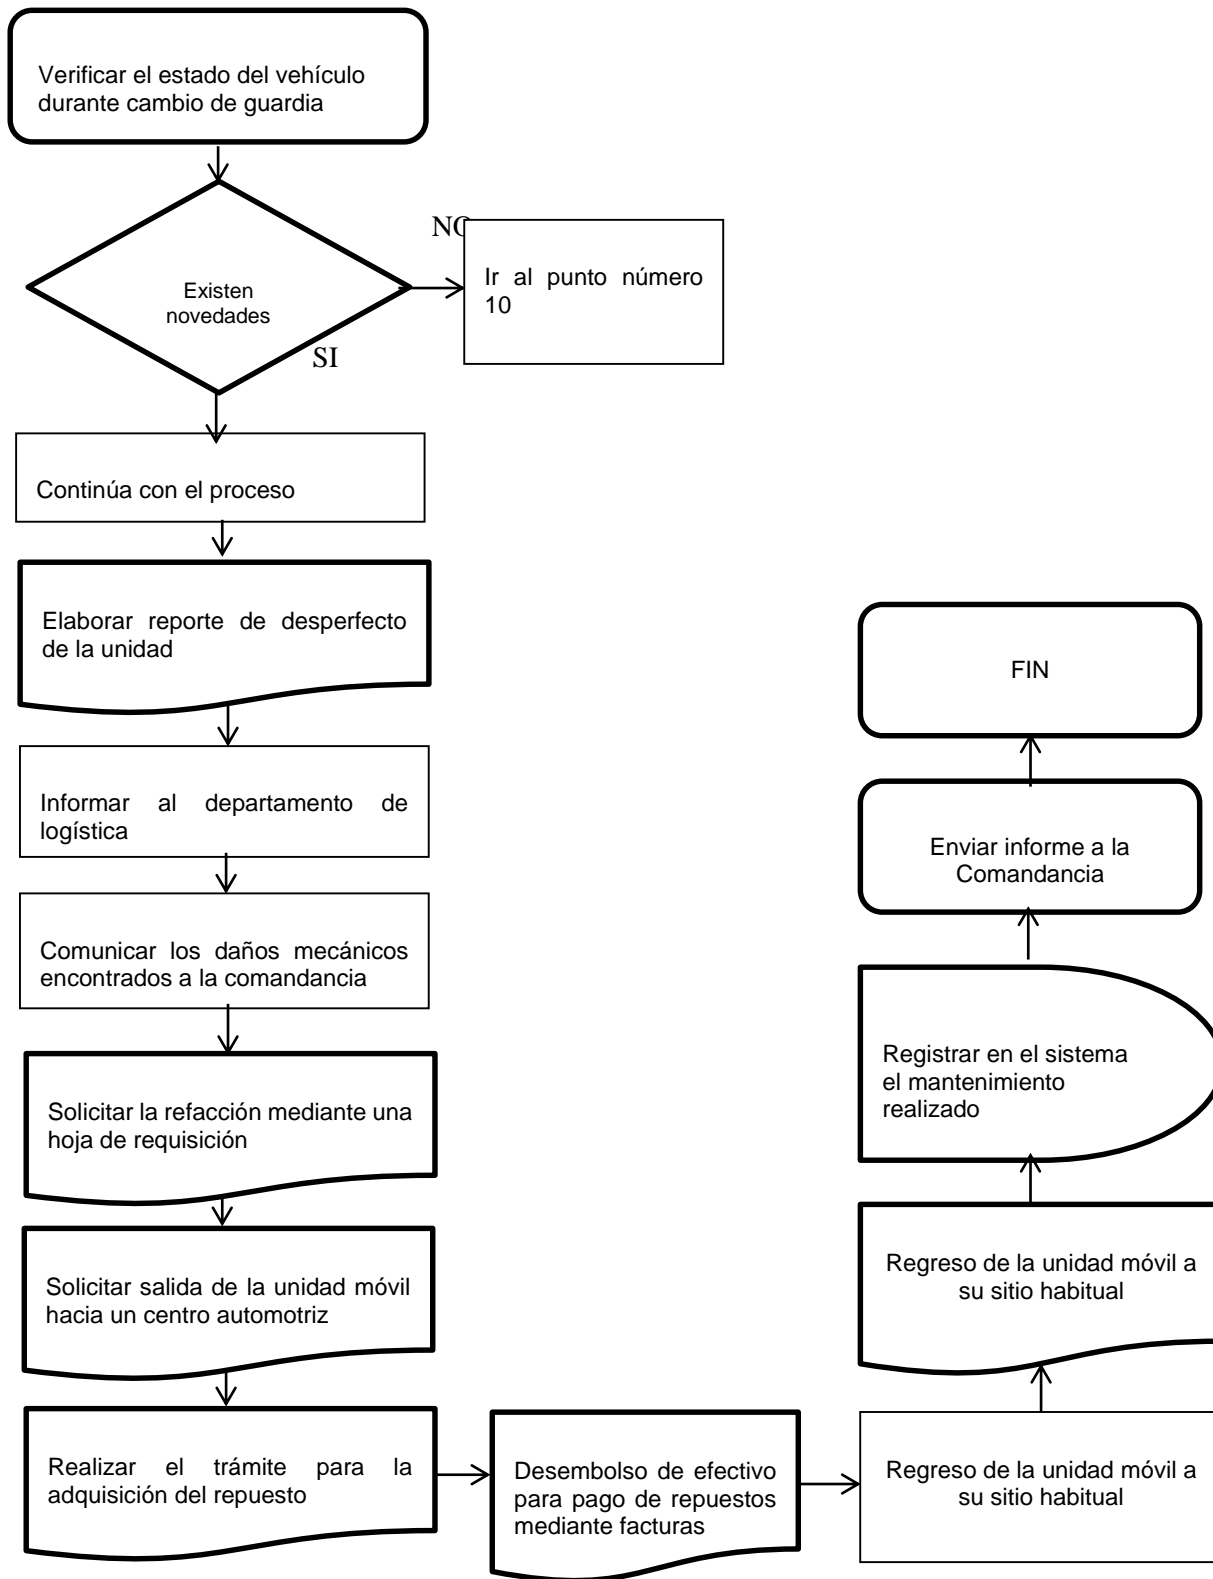 Verificar el estado del vehículo
durante cambio de guardia
NO
Existen
novedades
Ir al punto número
10
SI
Continúa con el proceso
Elaborar reporte de desperfecto
de la unidad
Informar al departamento de
logística
Comunicar los daños mecánicos
encontrados a la comandancia
Solicitar la refacción mediante una
hoja de requisición
Solicitar salida de la unidad móvil
hacia un centro automotriz
Realizar el trámite para la
adquisición del repuesto
Desembolso de efectivo
para pago de repuestos
mediante facturas
Regreso de la unidad móvil a
su sitio habitual
Regreso de la unidad móvil a
su sitio habitual
Registrar en el sistema
el mantenimiento
realizado
Enviar informe a la
Comandancia
FIN